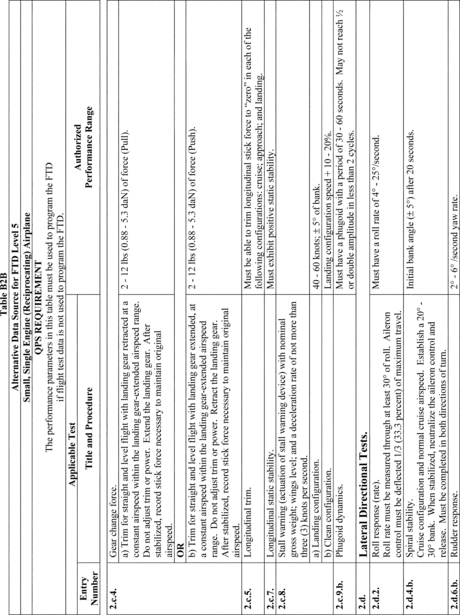 Table B2B
Alternative Data Source for FTD Level 5
Small, Single Engine (Reciprocating) Airplane
QPS REQUIREMENT
The performance parameters in this table must be used to program the FTD
if flight test data is not used to program the FTD.
Applicable Test
Entry Number
Title and Procedure
Authorized Performance Range
2.c.4.
Gear change force.
a) Trim for straight and level flight with landing gear retracted at a
constant airspeed within the landing gear-extended airspeed range.
Do not adjust trim or power. Extend the landing gear. After
stabilized, record stick force necessary to maintain original
airspeed.
2 - 12 lbs (0.88 - 5.3 daN) of force (Pull).
OR
b) Trim for straight and level flight with landing gear extended, at
a constant airspeed within the landing gear-extended airspeed
range. Do not adjust trim or power. Retract the landing gear.
After stabilized, record stick force necessary to maintain original
airspeed.
2 - 12 lbs (0.88 - 5.3 daN) of force (Push).
2.c.5.
Longitudinal trim.
Must be able to trim longitudinal stick force to “zero” in each of the
following configurations: cruise; approach; and landing.
2.c.7.
Longitudinal static stability.
Must exhibit positive static stability.
2.c.8.
Stall warning (actuation of stall warning device) with nominal
gross weight; wings level; and a deceleration rate of not more than
three (3) knots per second.
a) Landing configuration.
40 - 60 knots; ± 5° of bank.
b) Clean configuration.
Landing configuration speed + 10 - 20%.
2.c.9.b.
Phugoid dynamics.
Must have a phugoid with a period of 30 - 60 seconds. May not reach ½
or double amplitude in less than 2 cycles.
2.d.
Lateral Directional Tests.
2.d.2.
Roll response (rate).
Roll rate must be measured through at least 30° of roll. Aileron
control must be deflected 1/3 (33.3 percent) of maximum travel.
Must have a roll rate of 4° - 25°/second.
2.d.4.b.
Spiral stability.
Cruise configuration and normal cruise airspeed. Establish a 20° -
30° bank. When stabilized, neutralize the aileron control and
release. Must be completed in both directions of turn.
Initial bank angle (± 5°) after 20 seconds.
2.d.6.b.
Rudder response.
2° - 6° /second yaw rate.